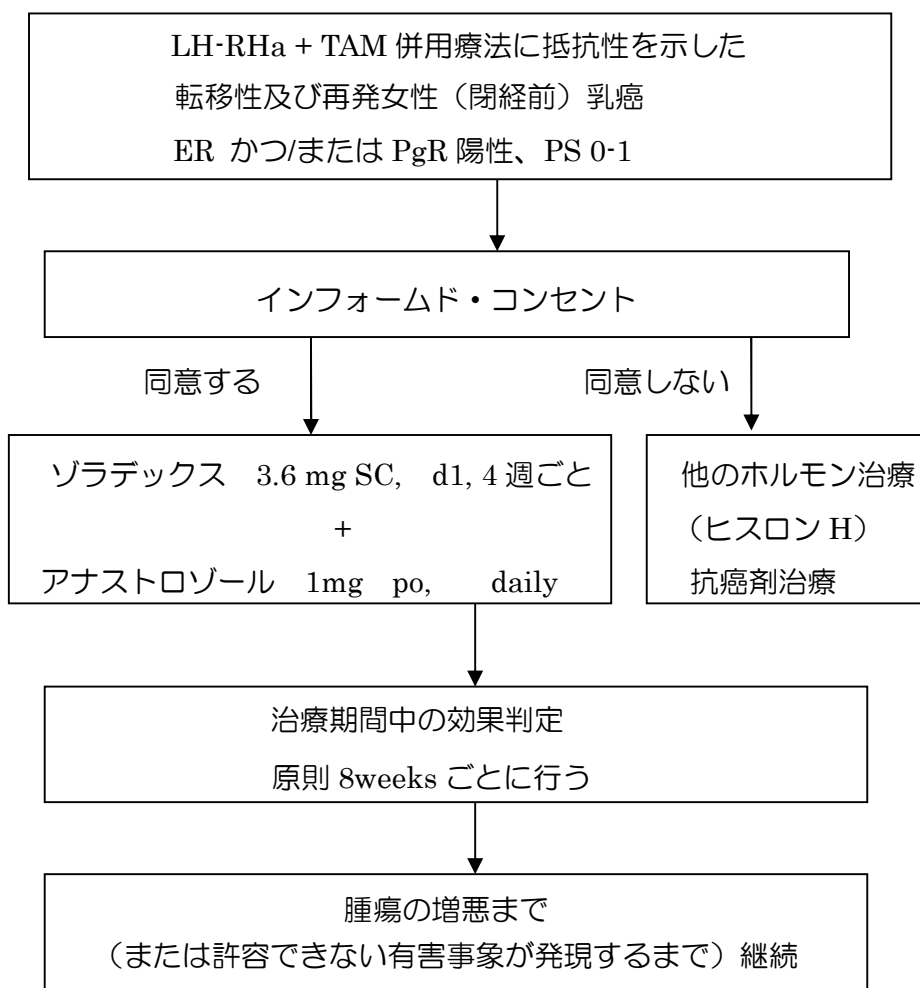 LH-RHa + TAM 併用療法に抵抗性を示した
転移性及び再発女性（閉経前）乳癌
ER かつ/または PgR 陽性、PS 0-1
インフォームド・コンセント
同意する
同意しない
ゾラデックス 3.6 mg SC, d1, 4 週ごと
+
アナストロゾール 1mg po, daily
他のホルモン治療
（ヒスロン H）
抗癌剤治療
治療期間中の効果判定
原則 8weeks ごとに行う
腫瘍の増悪まで
（または許容できない有害事象が発現するまで）継続